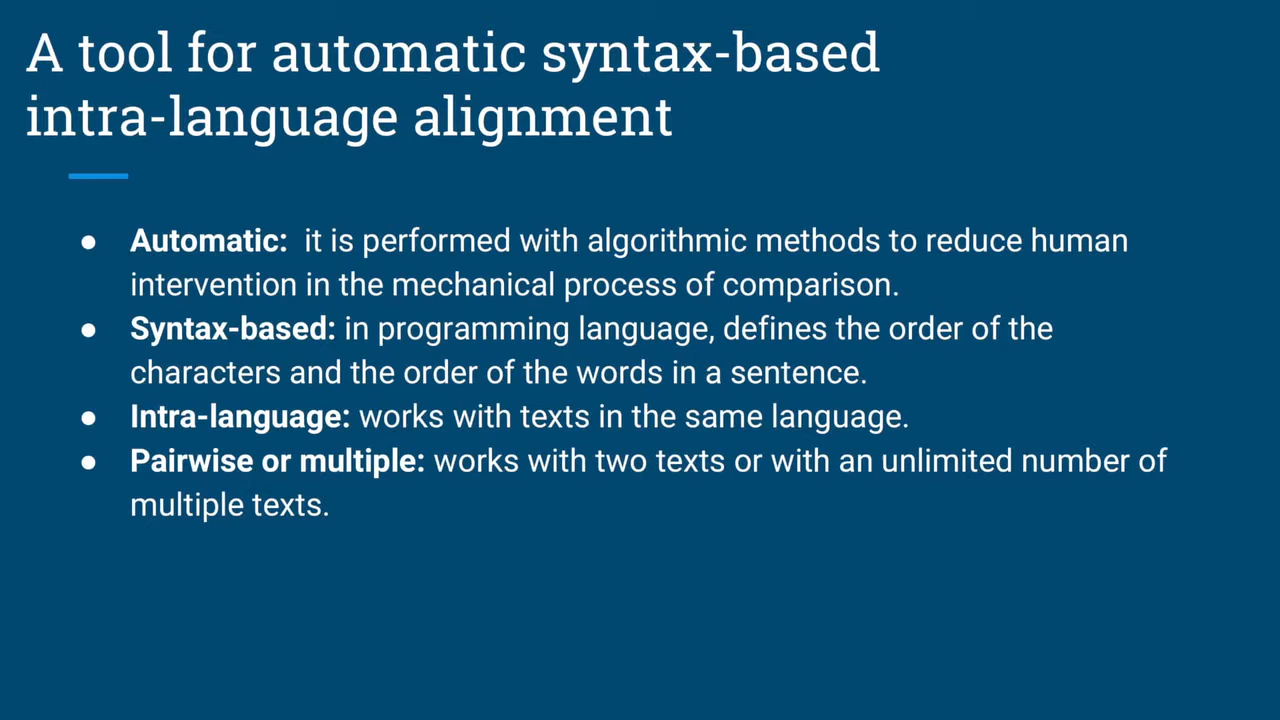 A tool for automatic syntax-based
intra-language alignment
● Automatic:  it is performed with algorithmic methods to reduce human
intervention in the mechanical process of comparison.
● Syntax-based: in programming language, defines the order of the
characters and the order of the words in a sentence.
● Intra-language: works with texts in the same language.
● Pairwise or multiple: works with two texts or with an unlimited number of
multiple texts.